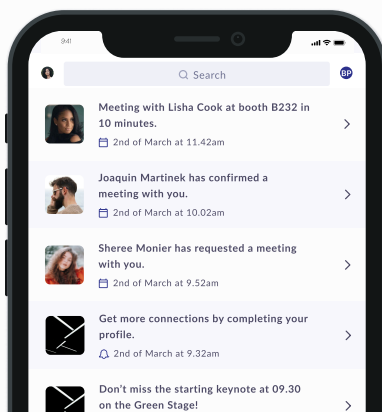 9:41
Search
BP
Meeting with Lisha Cook at booth B232 in
10 minutes.
2nd of March at 11.42am
Joaquin Martinek has confirmed a
meeting with you.
2nd of March at 10.02am
Sheree Monier has requested a meeting
with you.
2nd of March at 9.52am
Get more connections by completing your
profile.
2nd of March at 9.32am
Don't miss the starting keynote at 09.30
on the Green Stage!